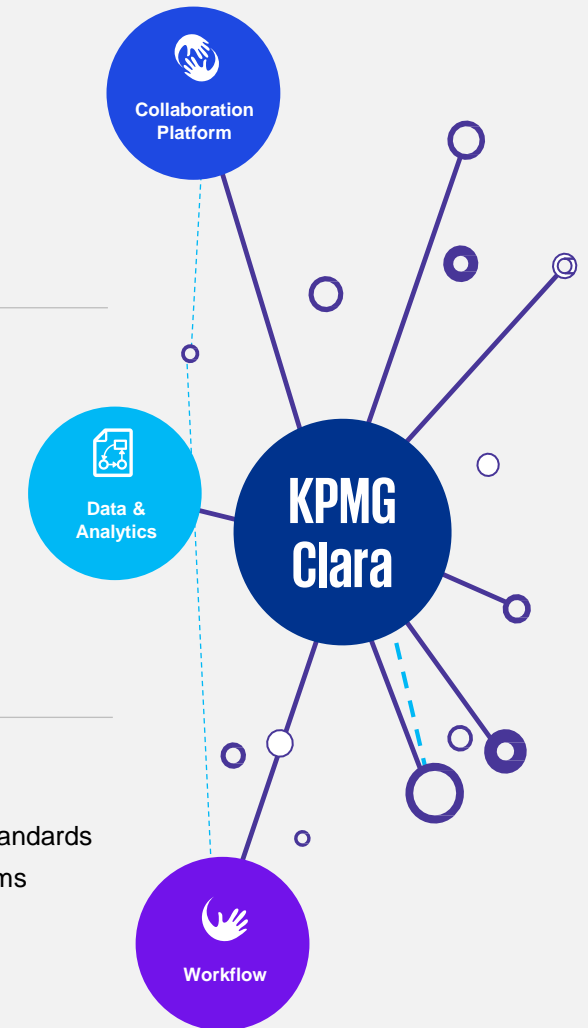 Collaboration
Platform
Data &
Analytics
KPMG
Clara
andards
ms
Workflow